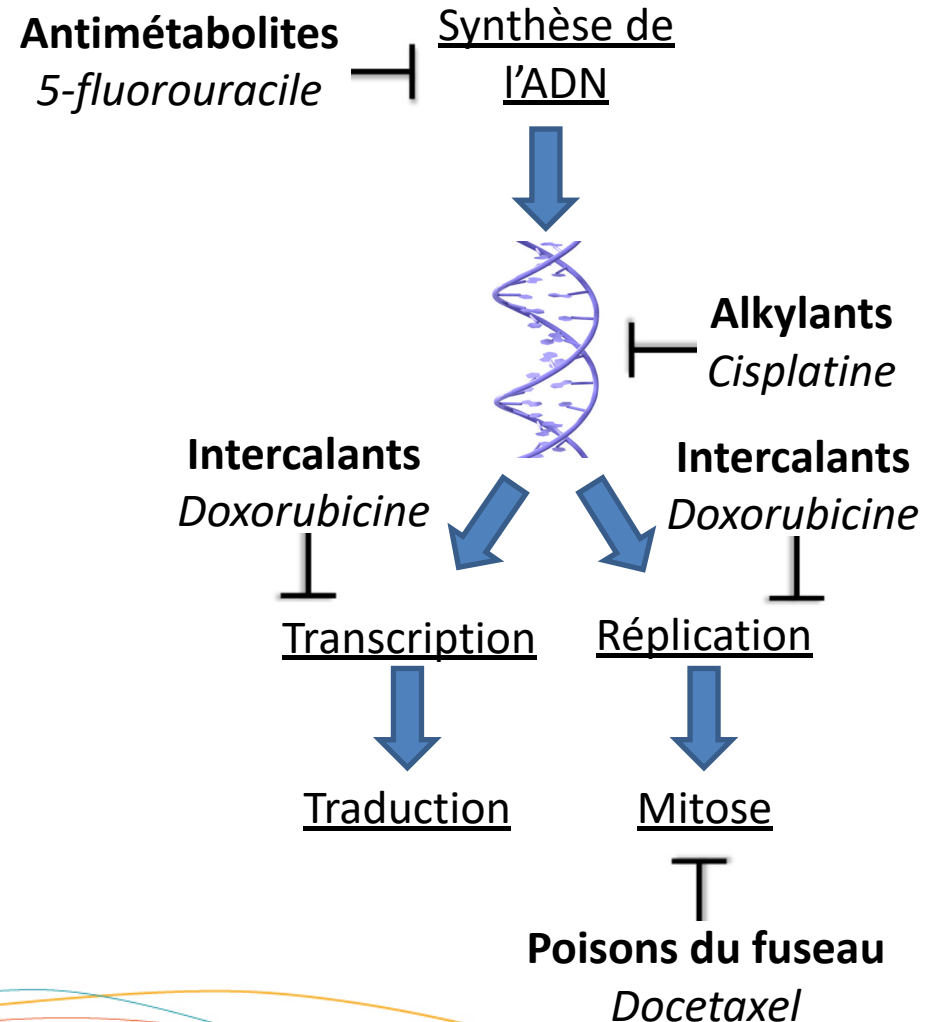 Antimétabolites
5-fluorouracile
Synthèse de
l’ADN
Alkylants
Cisplatine
Intercalants
Doxorubicine
Intercalants
Doxorubicine
Transcription
Réplication
Traduction
Mitose
Poisons du fuseau
Docetaxel